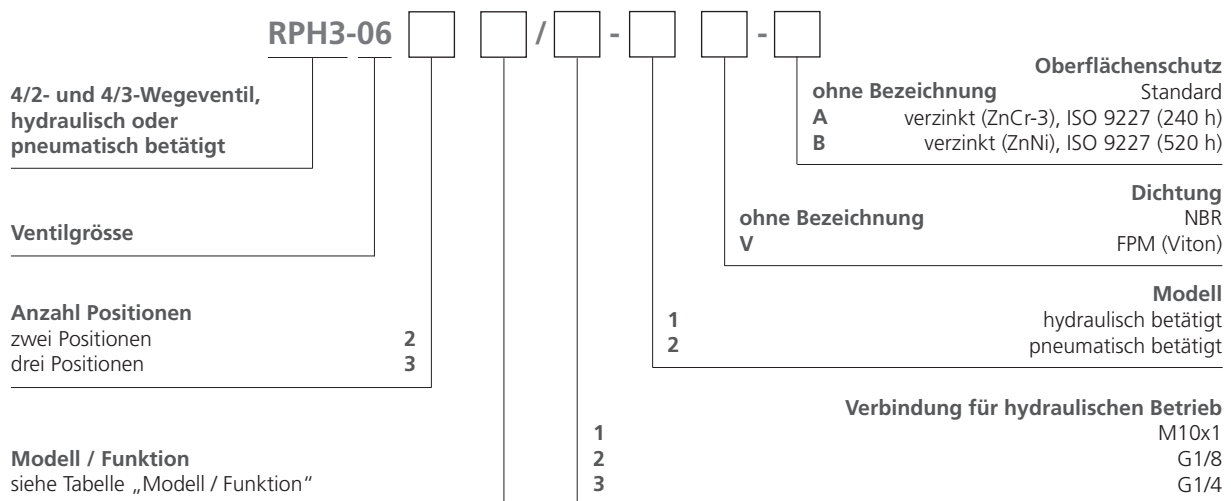 RPH3-06 / - -
4/2- und 4/3-Wegeventil,
hydraulisch oder
pneumatisch betätigt
Ventilgrösse
Anzahl Positionen
zwei Positionen 2
drei Positionen 3
Modell / Funktion
siehe Tabelle „Modell / Funktion“
Oberflächenschutz
ohne Bezeichnung Standard
A verzinkt (ZnCr-3), ISO 9227 (240 h)
B verzinkt (ZnNi), ISO 9227 (520 h)
Dichtung
ohne Bezeichnung NBR
V FPM (Viton)
Modell
1 hydraulisch betätigt
2 pneumatisch betätigt
Verbindung für hydraulischen Betrieb
1 M10x1
2 G1/8
3 G1/4